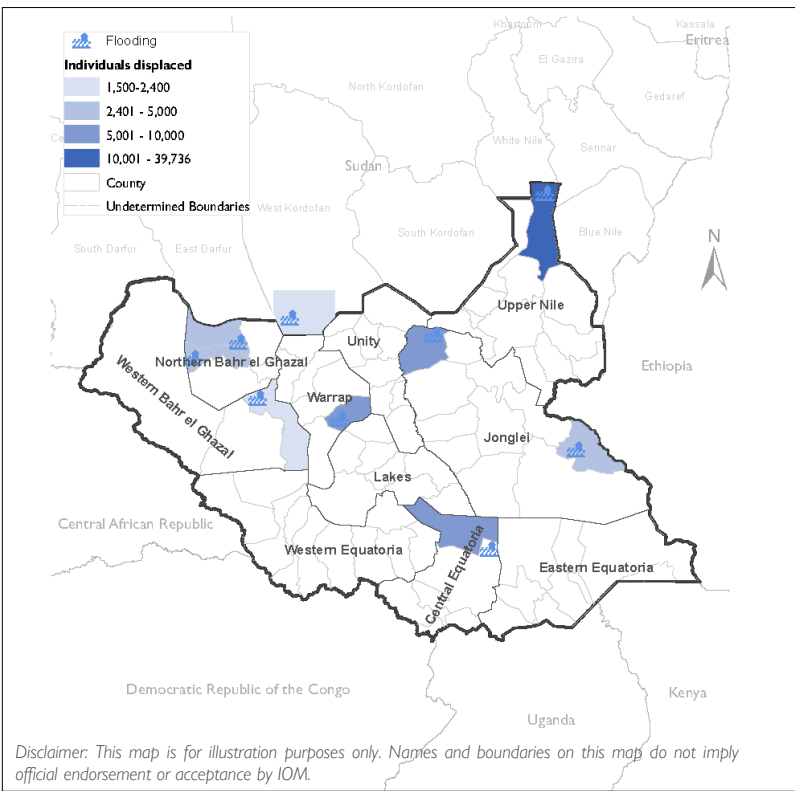 Flooding
Individuals displaced
1,500-2,400
2,401 - 5,000
5,001 - 10,000
10,001 - 39,736
County
Undetermined Boundaries
Khartoum
Kassala
Eritrea
El Gazira
North Kordofan
Gedaref
White Nile
Sennar
Sudan
West Kordofan
South Kordofan
Blue Nile
South Darfur
East Darfur
N
Upper Nile
Unity
Northern Bahr el Ghazal
Ethiopia
Western Bahr el Ghazal
Warrap
Jonglei
Lakes
Central African Republic
Western Equatoria
Central Equatoria
Eastern Equatoria
Democratic Republic of the Congo
Kenya
Uganda
Disclaimer: This map is for illustration purposes only. Names and boundaries on this map do not imply
official endorsement or acceptance by IOM.